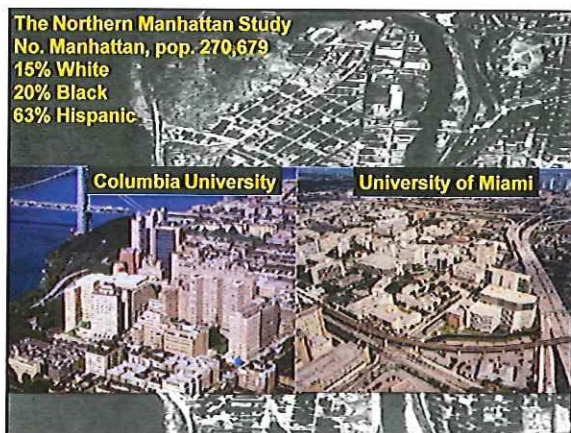 The Northern Manhattan Study
No. Manhattan, pop. 270,679
15% White
20% Black
63% Hispanic
Columbia University
University of Miami